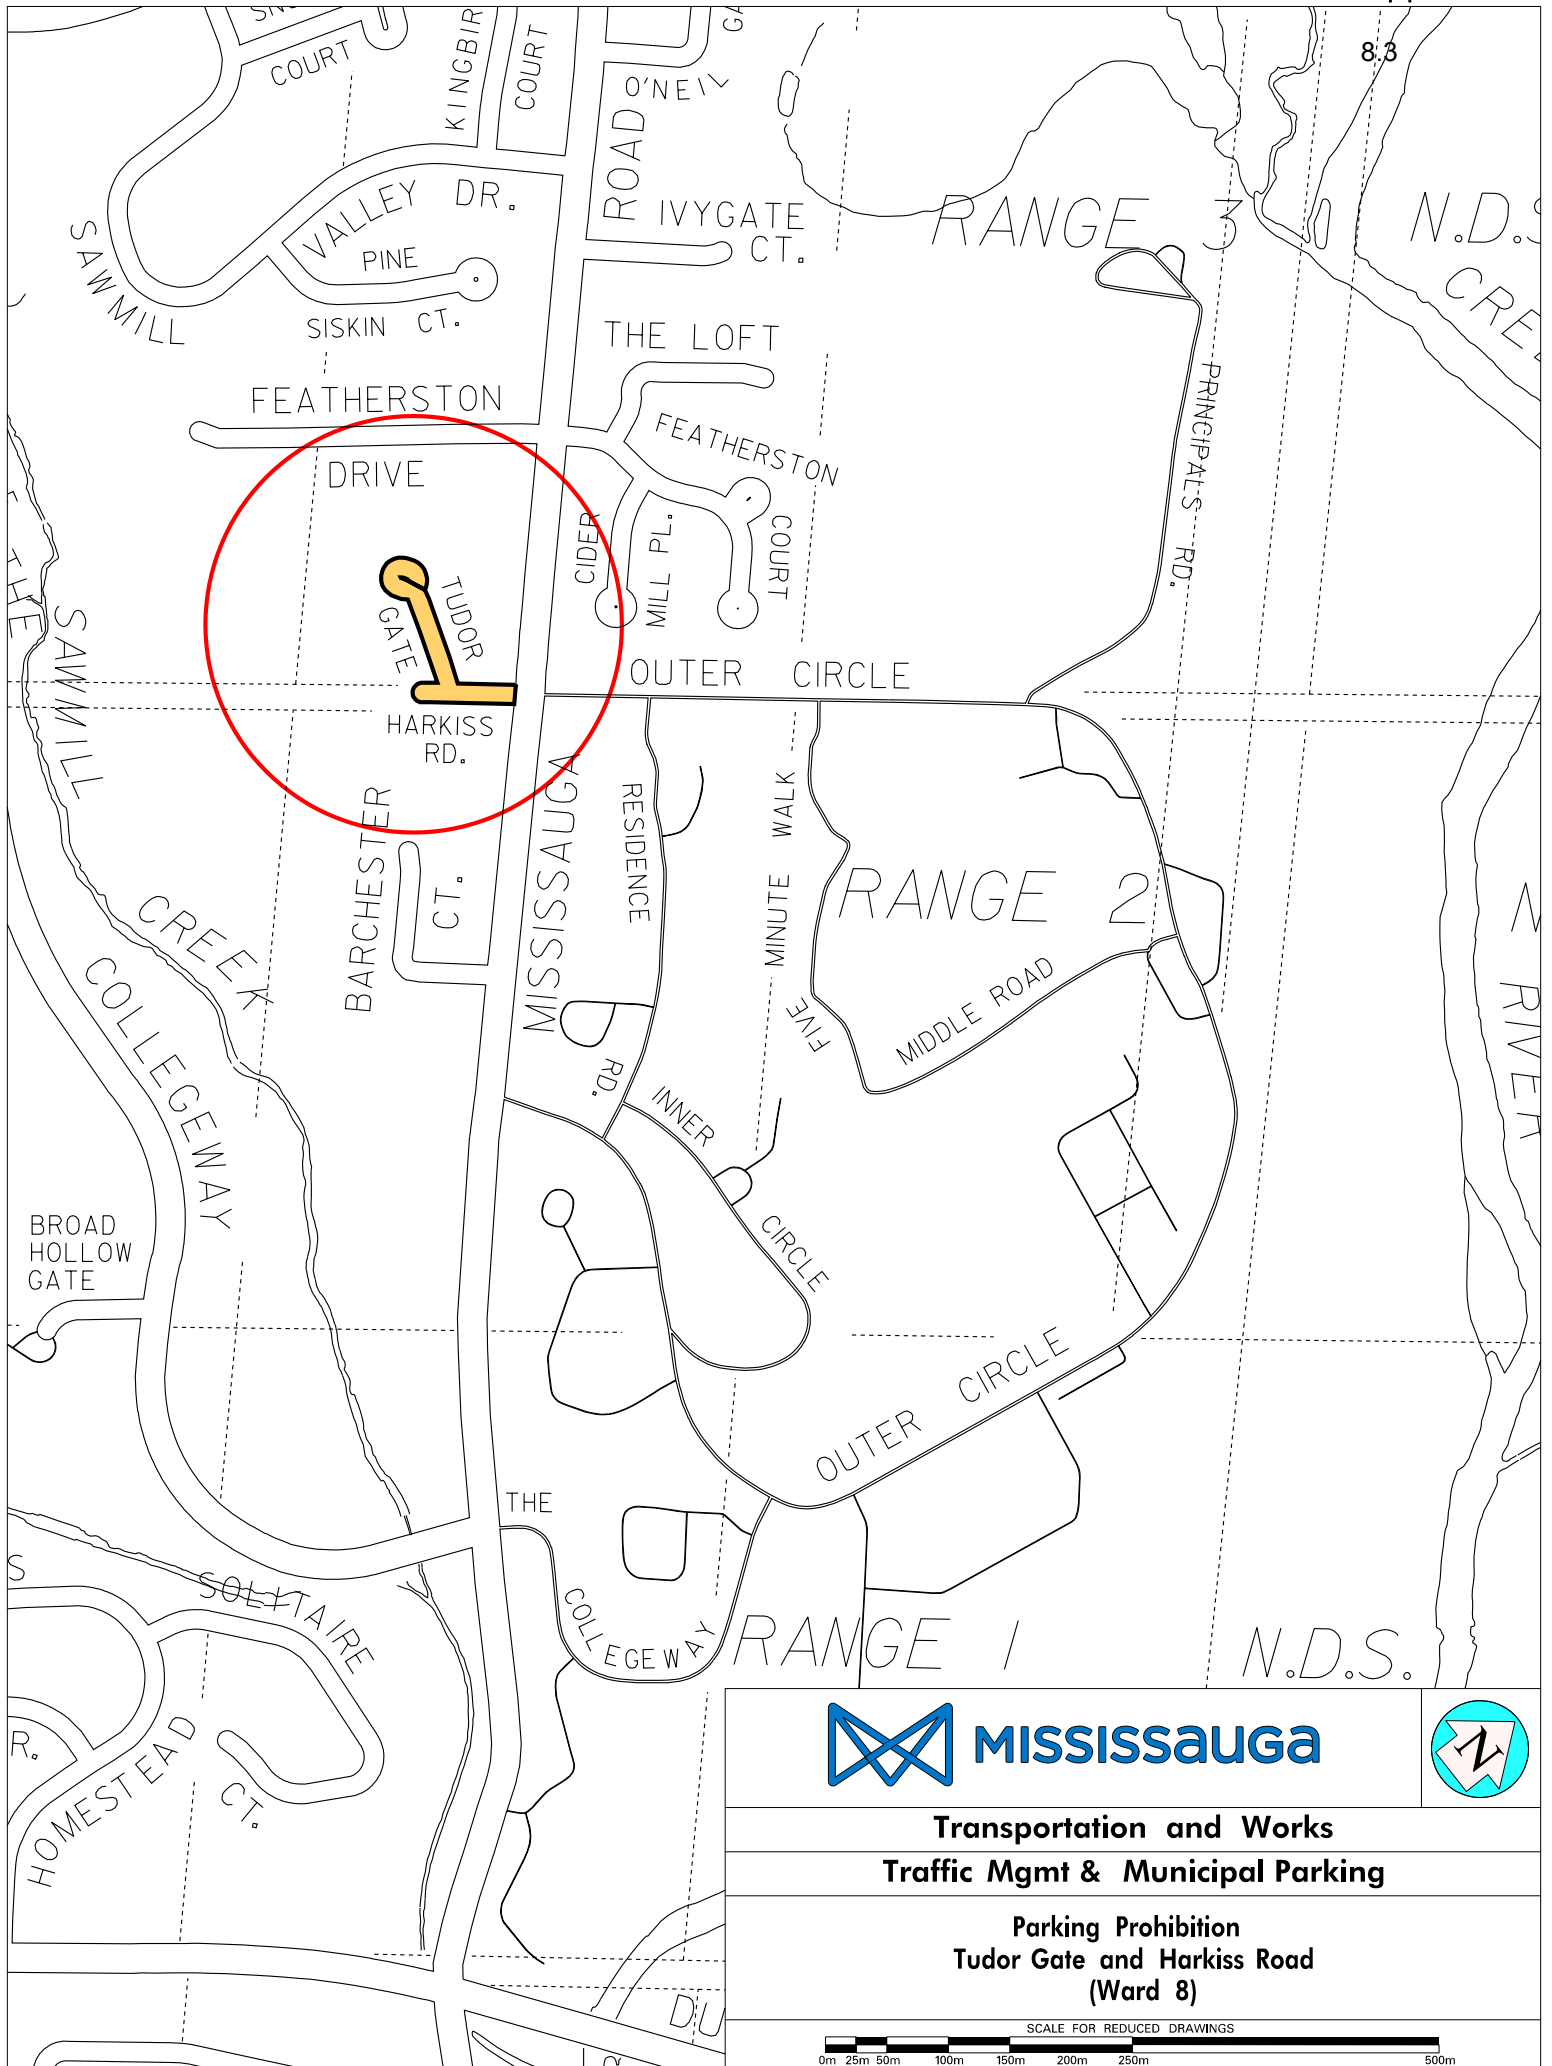 8.3
COURT
KINGBIR
COURT
ROAD
O'NEIL
VALLEY DR.
SAWMILL
PINE
SISKIN CT.
IVYGATE
CT.
RANGE 3
N.D.S
CREE
THE LOFT
FEATHERSTON
DRIVE
FEATHERSTON
COURT
CIDER
MILL PL.
PRINCIPALS RD.
TUDOR
GATE
HARKISS
RD.
OUTER CIRCLE
THE
SAWMILL
CREEK
BARCHESTER
CT.
MISSISSAUGA
RESIDENCE
RD.
FIVE MINUTE WALK
RANGE 2
N
RIVER
MIDDLE ROAD
COLLEGEWAY
INNER
CIRCLE
BROAD
HOLLOW
GATE
OUTER CIRCLE
THE
COLLEGEWAY
RANGE 1
N.D.S.
S
SOLITAIRE
CT.
R.
HOMESTEAD
DU
MISSISSAUGA
N
Transportation and Works
Traffic Mgmt & Municipal Parking
Parking Prohibition
Tudor Gate and Harkiss Road
(Ward 8)
SCALE FOR REDUCED DRAWINGS
0m 25m 50m 100m 150m 200m 250m 500m